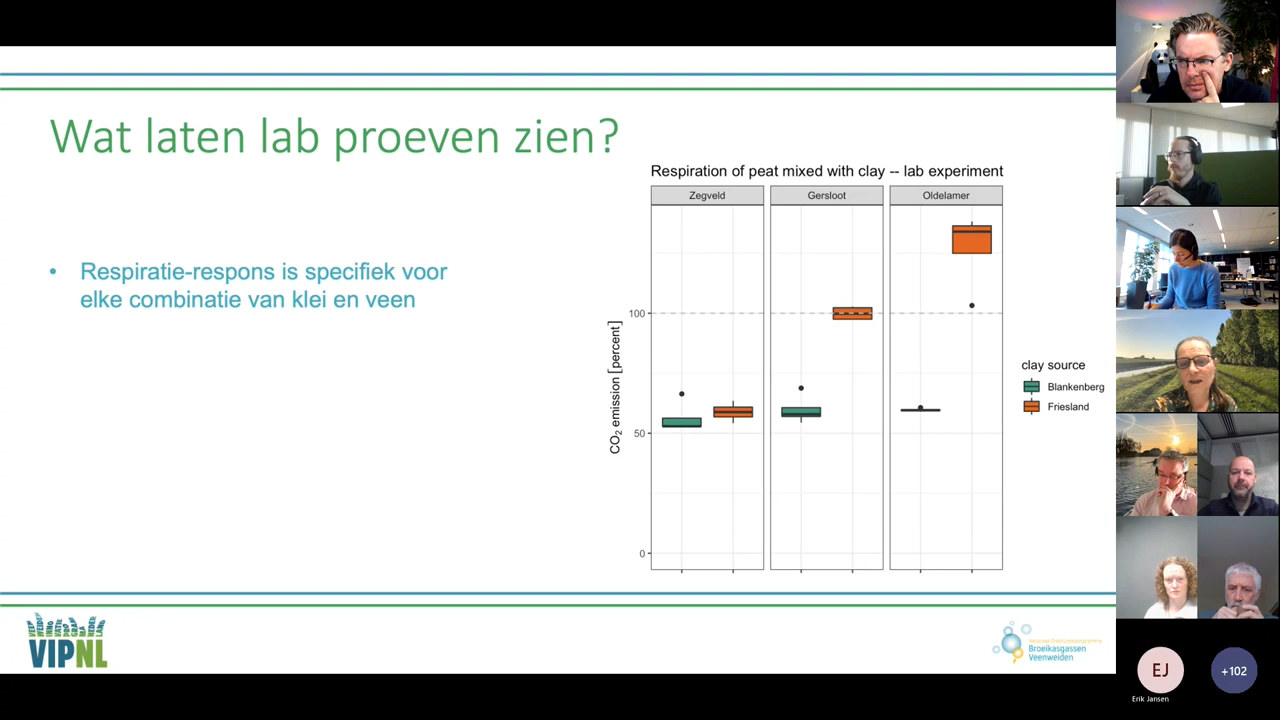 Wat laten lab proeven zien?
• Respiratie-respons is specifiek voor
elke combinatie van klei en veen
Respiration of peat mixed with clay -- lab experiment
Zegveld
Gersloot
Oldelamer
CO₂ emission [percent]
100
50
0
clay source
Blankenberg
Friesland
VIPNL
Broeikasgassen
Veenweiden
EJ
Erik Jansen
+102